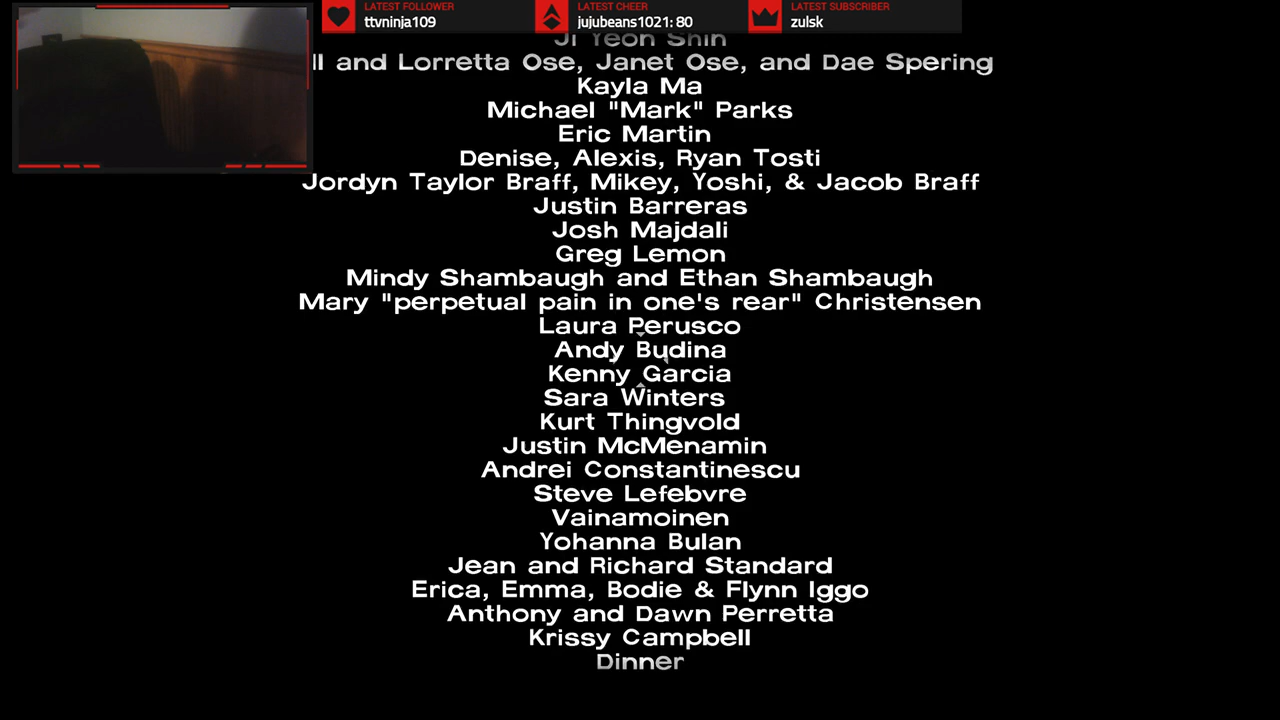 LATEST FOLLOWER
ttvninja109
LATEST CHEER
jujubeans1021: 80
LATEST SUBSCRIBER
zulsk
Ji Yeon Shin
and Lorretta Ose, Janet Ose, and Dae Spering
Kayla Ma
Michael "Mark" Parks
Eric Martin
Denise, Alexis, Ryan Tosti
Jordyn Taylor Braff, Mikey, Yoshi, & Jacob Braff
Justin Barreras
Josh Majdali
Greg Lemon
Mindy Shambaugh and Ethan Shambaugh
Mary "perpetual pain in one's rear" Christensen
Laura Perusco
Andy Budina
Kenny Garcia
Sara Winters
Kurt Thingvold
Justin McMenamin
Andrei Constantinescu
Steve Lefebvre
Vainamoinen
Yohanna Bulan
Jean and Richard Standard
Erica, Emma, Bodie & Flynn Iggo
Anthony and Dawn Perretta
Krissy Campbell
Dinner